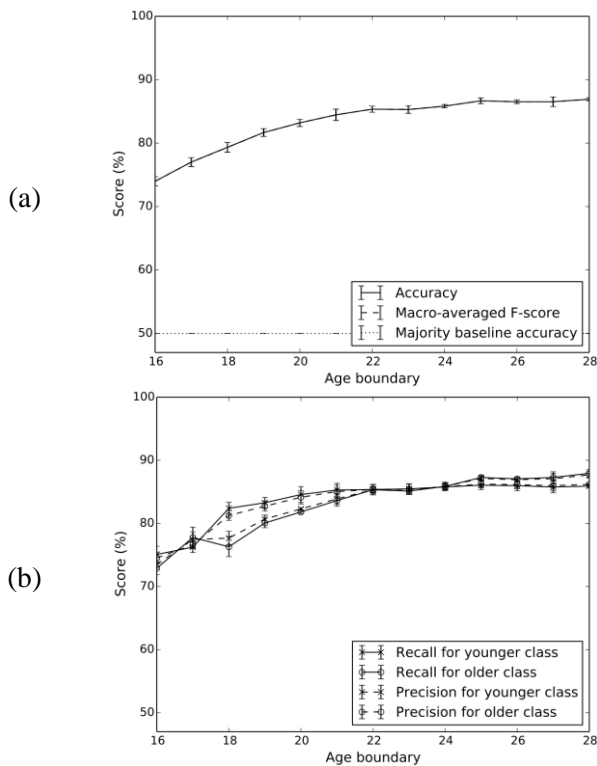 (a)
100
90
80
70
60
50
Score (%)
Accuracy
Macro-averaged F-score
Majority baseline accuracy
16 18 20 22 24 26 28
Age boundary
(b)
100
90
80
70
60
50
Score (%)
Recall for younger class
Recall for older class
Precision for younger class
Precision for older class
16 18 20 22 24 26 28
Age boundary